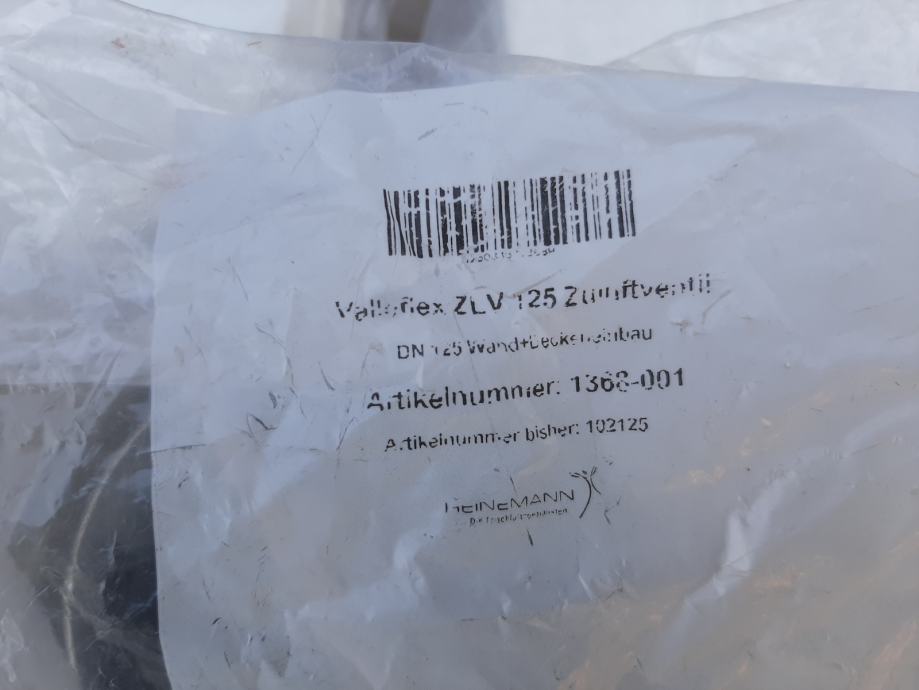 Valloflex ZLV 125 Zuluftventil
DN 125 Wand+Deckeneinbau
Artikelnummer: 1368-001
Artikelnummer bisher: 102125
HEINEMANN